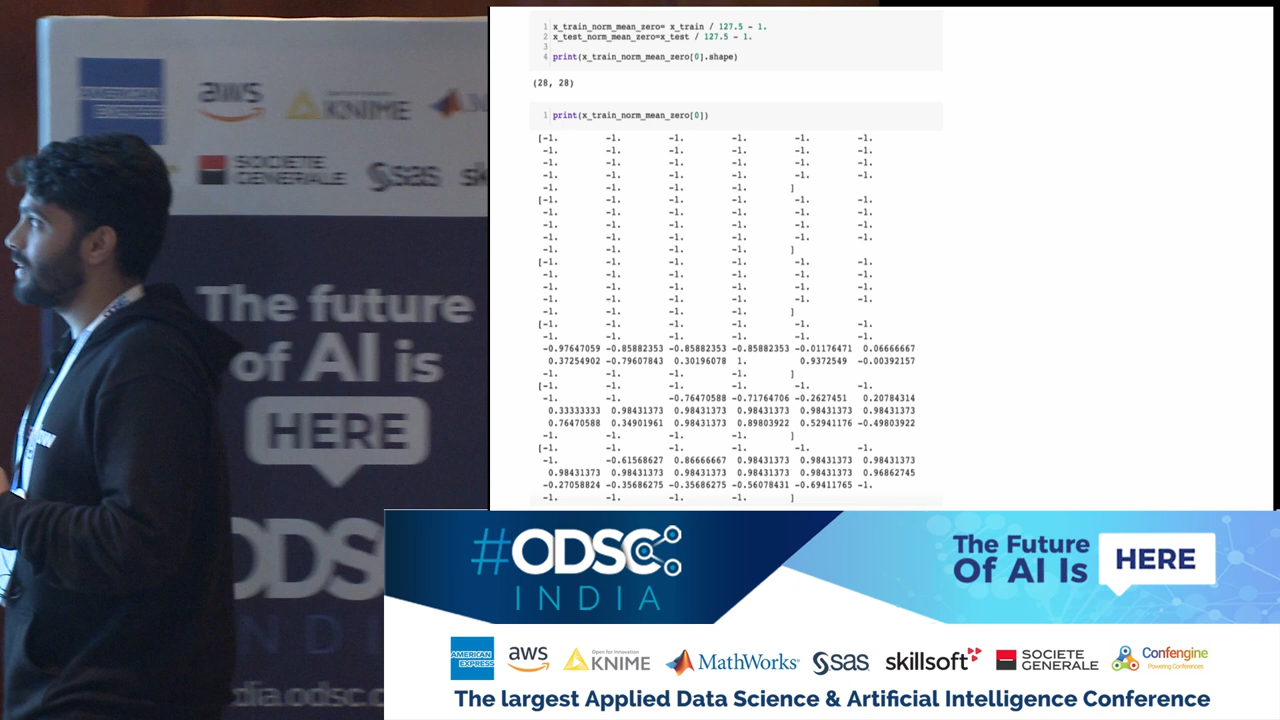 AMERICAN
EXPRESS
aws
KNIME
SOCIETE
GENERALE
sas
sk
The future
of AI is
HERE
ODSC
INDI
dia.odsc.c
1 x_train_norm_mean_zero= x_train / 127.5 - 1.
2 x_test_norm_mean_zero=x_test / 127.5 - 1.
3
4 print(x_train_norm_mean_zero[0].shape)
(28, 28)
1 print(x_train_norm_mean_zero[0])
[-1. -1. -1. -1. -1. -1.
-1. -1. -1. -1. -1. -1.
-1. -1. -1. -1. -1. -1.
-1. -1. -1. -1. -1. -1.
-1. -1. -1. -1. ]
[-1. -1. -1. -1. -1. -1.
-1. -1. -1. -1. -1. -1.
-1. -1. -1. -1. -1. -1.
-1. -1. -1. -1. -1. -1.
-1. -1. -1. -1. ]
[-1. -1. -1. -1. -1. -1.
-1. -1. -1. -1. -1. -1.
-1. -1. -1. -1. -1. -1.
-1. -1. -1. -1. -1. -1.
-1. -1. -1. -1. ]
[-1. -1. -1. -1. -1. -1.
-1. -1. -1. -1. -1. -1.
-0.97647059 -0.85882353 -0.85882353 -0.85882353 -0.01176471 0.06666667
0.37254902 -0.79607843 0.30196078 1. 0.9372549 -0.00392157
-1. -1. -1. -1. ]
[-1. -1. -1. -1. -1. -1.
-1. -1. -0.76470588 -0.71764706 -0.2627451 0.20784314
0.33333333 0.98431373 0.98431373 0.98431373 0.98431373 0.98431373
0.76470588 0.34901961 0.98431373 0.89803922 0.52941176 -0.49803922
-1. -1. -1. -1. ]
[-1. -1. -1. -1. -1. -1.
-1. -0.61568627 0.86666667 0.98431373 0.98431373 0.98431373
0.98431373 0.98431373 0.98431373 0.98431373 0.98431373 0.96862745
-0.27058824 -0.35686275 -0.35686275 -0.56078431 -0.69411765 -1.
-1. -1. -1. -1. ]
#ODSC
INDIA
The Future
Of AI Is
HERE
AMERICAN
EXPRESS
aws
Open for Innovation
KNIME
MathWorks®
sas
skillsoft
SOCIETE
GENERALE
Confengine
Powering Conferences
The largest Applied Data Science & Artificial Intelligence Conference